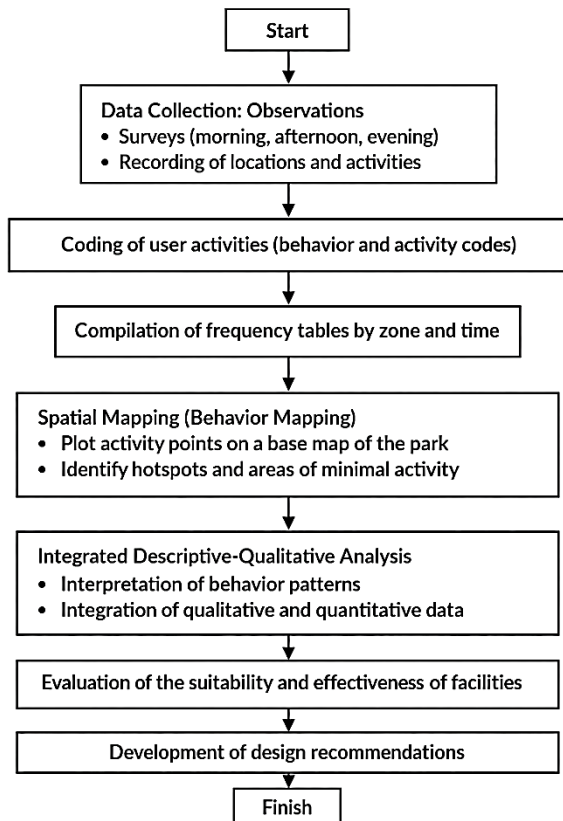 Start
Data Collection: Observations
• Surveys (morning, afternoon, evening)
• Recording of locations and activities
Coding of user activities (behavior and activity codes)
Compilation of frequency tables by zone and time
Spatial Mapping (Behavior Mapping)
• Plot activity points on a base map of the park
• Identify hotspots and areas of minimal activity
Integrated Descriptive-Qualitative Analysis
• Interpretation of behavior patterns
• Integration of qualitative and quantitative data
Evaluation of the suitability and effectiveness of facilities
Development of design recommendations
Finish